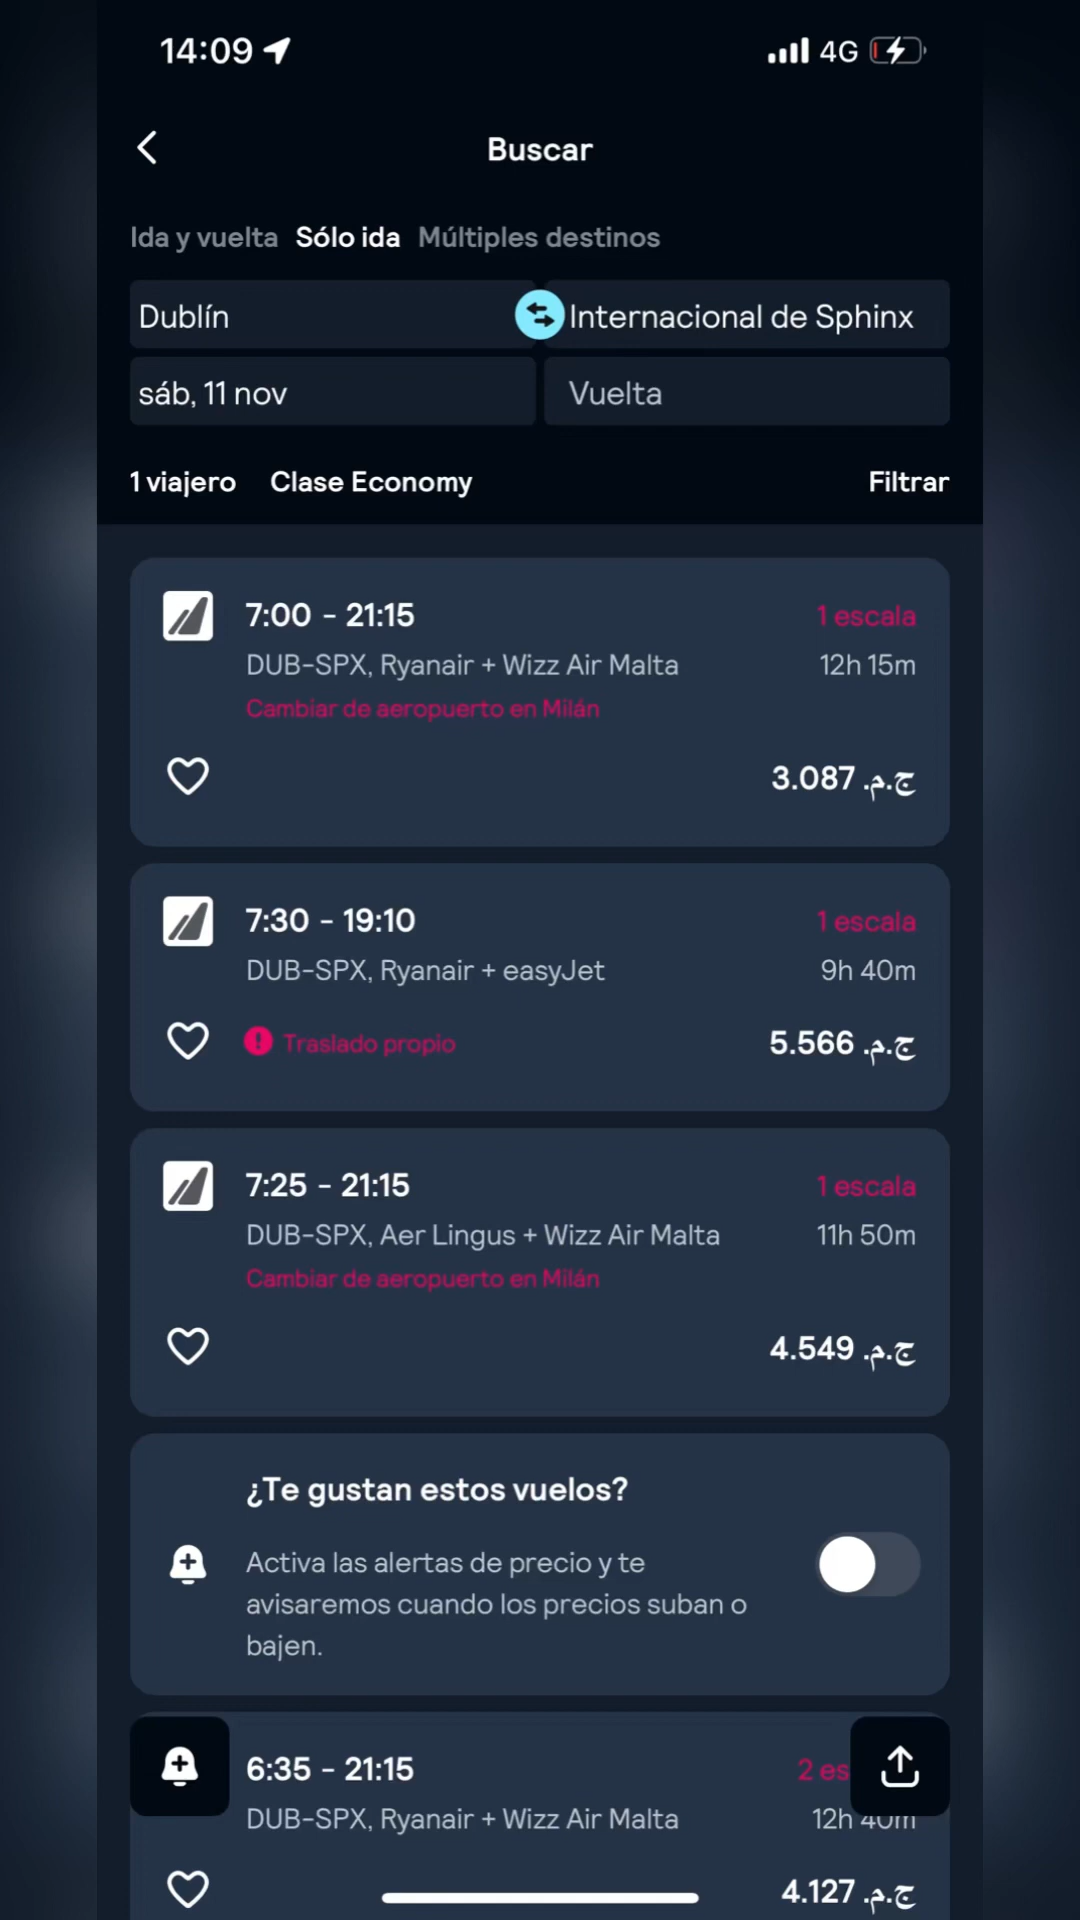 14:09
4G
Buscar
Ida y vuelta Sólo ida Múltiples destinos
Dublín Internacional de Sphinx
sáb, 11 nov Vuelta
1 viajero Clase Economy Filtrar
7:00 - 21:15 1 escala
DUB-SPX, Ryanair + Wizz Air Malta 12h 15m
Cambiar de aeropuerto en Milán
3.087 ج.م.
7:30 - 19:10 1 escala
DUB-SPX, Ryanair + easyJet 9h 40m
Traslado propio 5.566 ج.م.
7:25 - 21:15 1 escala
DUB-SPX, Aer Lingus + Wizz Air Malta 11h 50m
Cambiar de aeropuerto en Milán
4.549 ج.م.
¿Te gustan estos vuelos?
Activa las alertas de precio y te
avisaremos cuando los precios suban o
bajen.
6:35 - 21:15 2 es
DUB-SPX, Ryanair + Wizz Air Malta 12h 40m
4.127 ج.م.